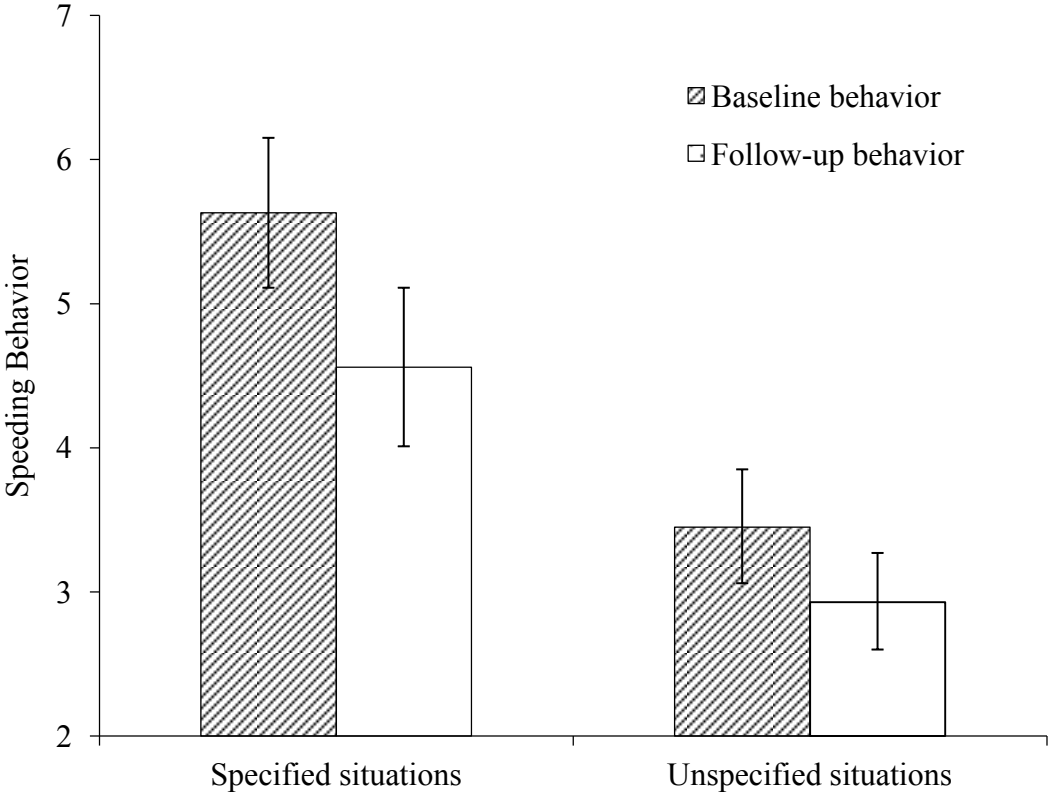 7
Baseline behavior
6
Follow-up behavior
5
Speeding Behavior
4
3
2
Specified situations
Unspecified situations